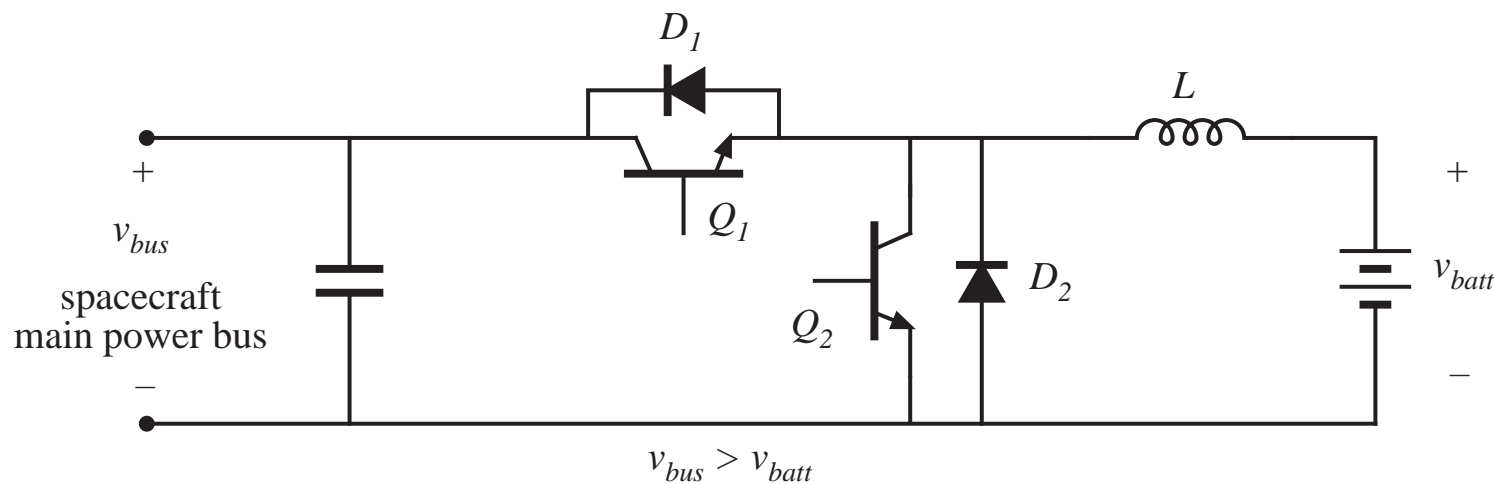 D1
L
+
+
Q1
vbus
spacecraft
main power bus
D2
vbatt
Q2
–
–
vbus > vbatt